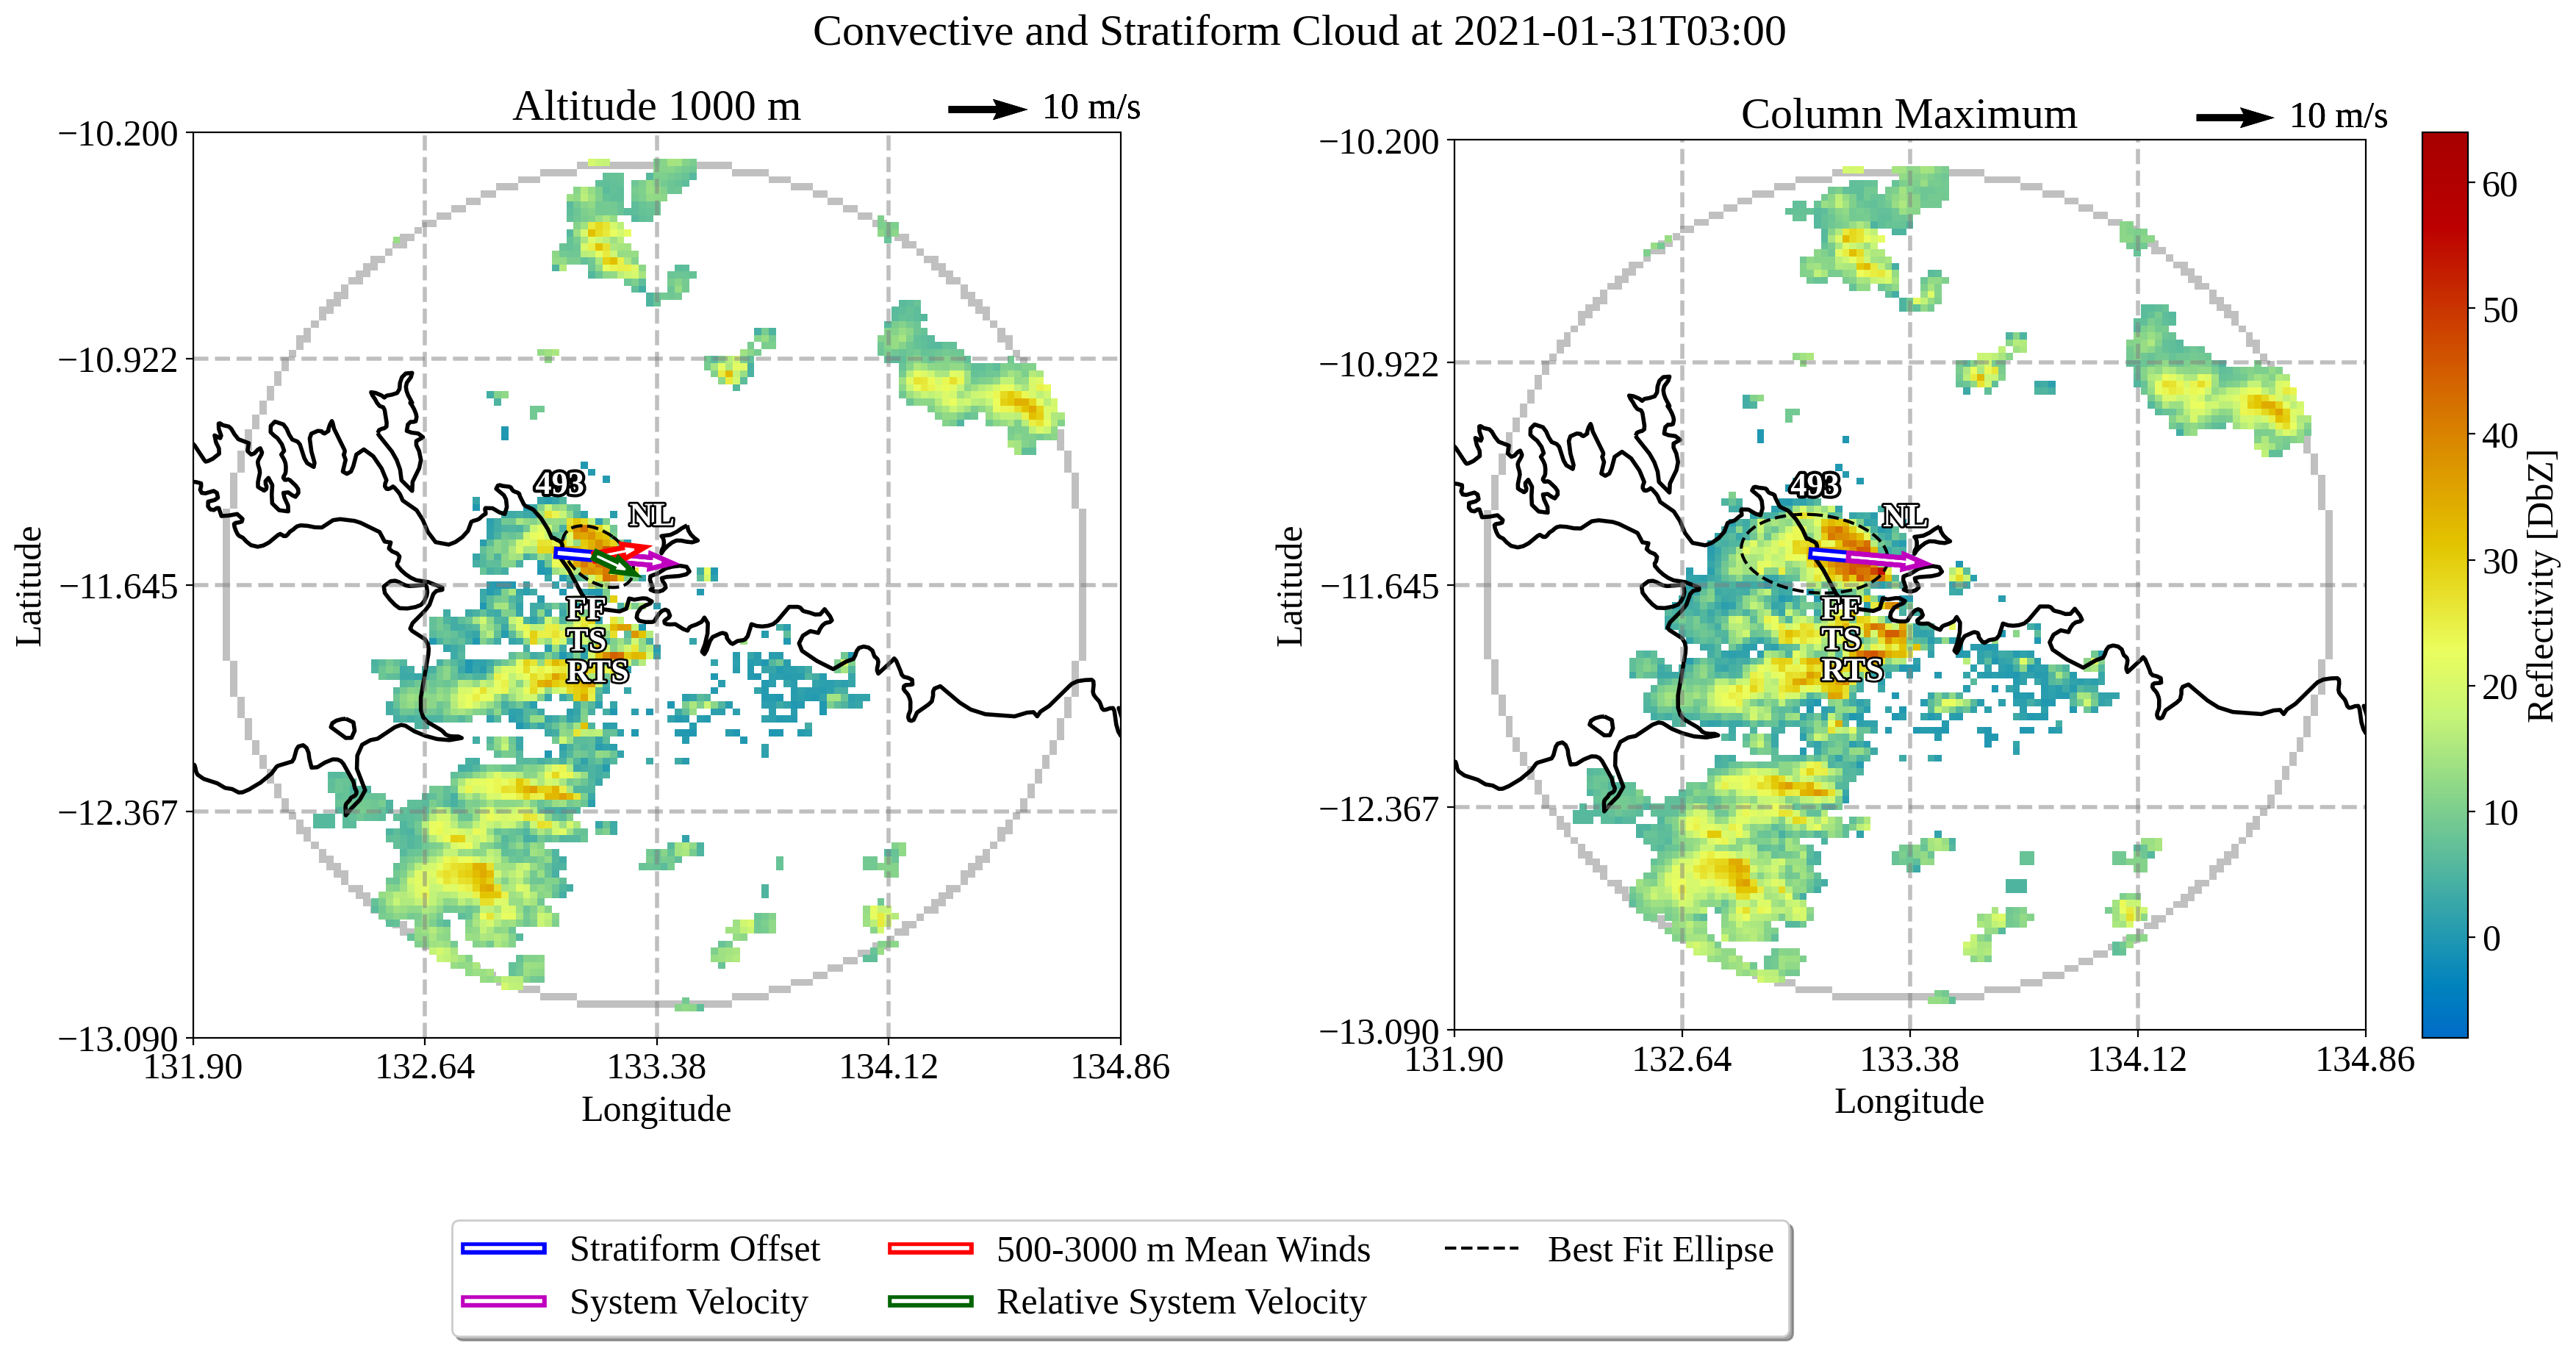 Convective and Stratiform Cloud at 2021-01-31T03:00
Altitude 1000 m
10 m/s
−10.200
−10.922
−11.645
−12.367
−13.090
Latitude
131.90
132.64
133.38
134.12
134.86
Longitude
493
NL
FF
TS
RTS
Column Maximum
10 m/s
−10.200
−10.922
−11.645
−12.367
−13.090
Latitude
131.90
132.64
133.38
134.12
134.86
Longitude
493
NL
FF
TS
RTS
60
50
40
30
20
10
0
Reflectivity [DbZ]
Stratiform Offset
System Velocity
500-3000 m Mean Winds
Relative System Velocity
Best Fit Ellipse